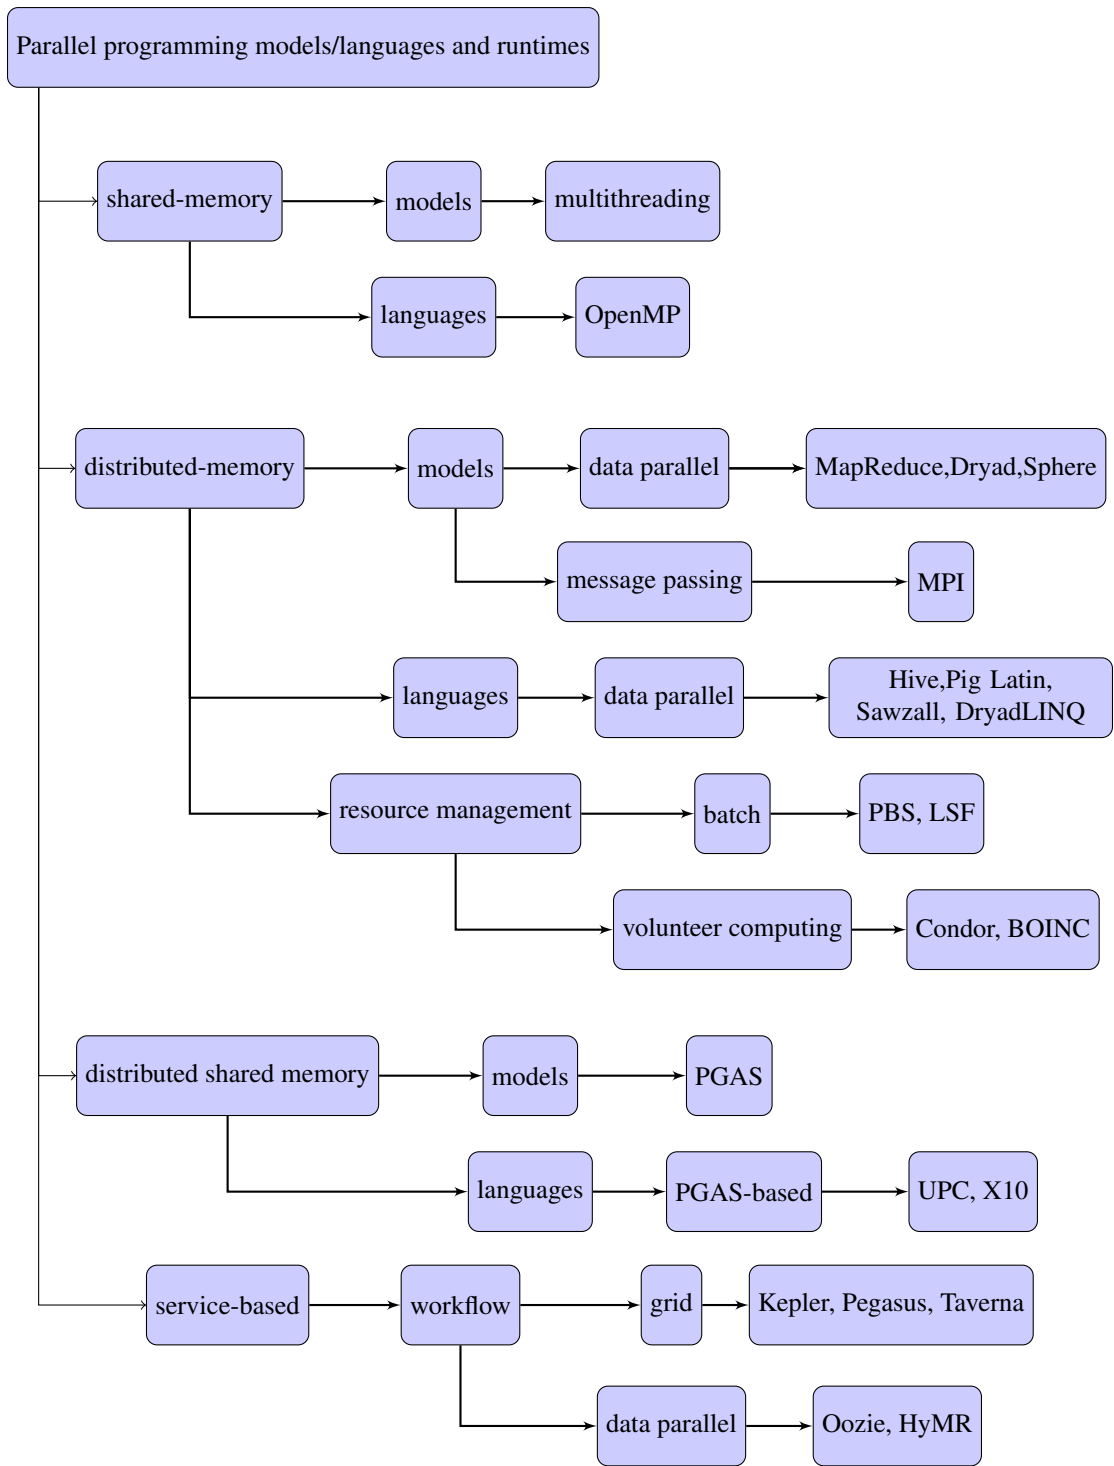 Parallel programming models/languages and runtimes
shared-memory
models
multithreading
languages
OpenMP
distributed-memory
models
data parallel
MapReduce,Dryad,Sphere
message passing
MPI
languages
data parallel
Hive,Pig Latin,
Sawzall, DryadLINQ
resource management
batch
PBS, LSF
volunteer computing
Condor, BOINC
distributed shared memory
models
PGAS
languages
PGAS-based
UPC, X10
service-based
workflow
grid
Kepler, Pegasus, Taverna
data parallel
Oozie, HyMR